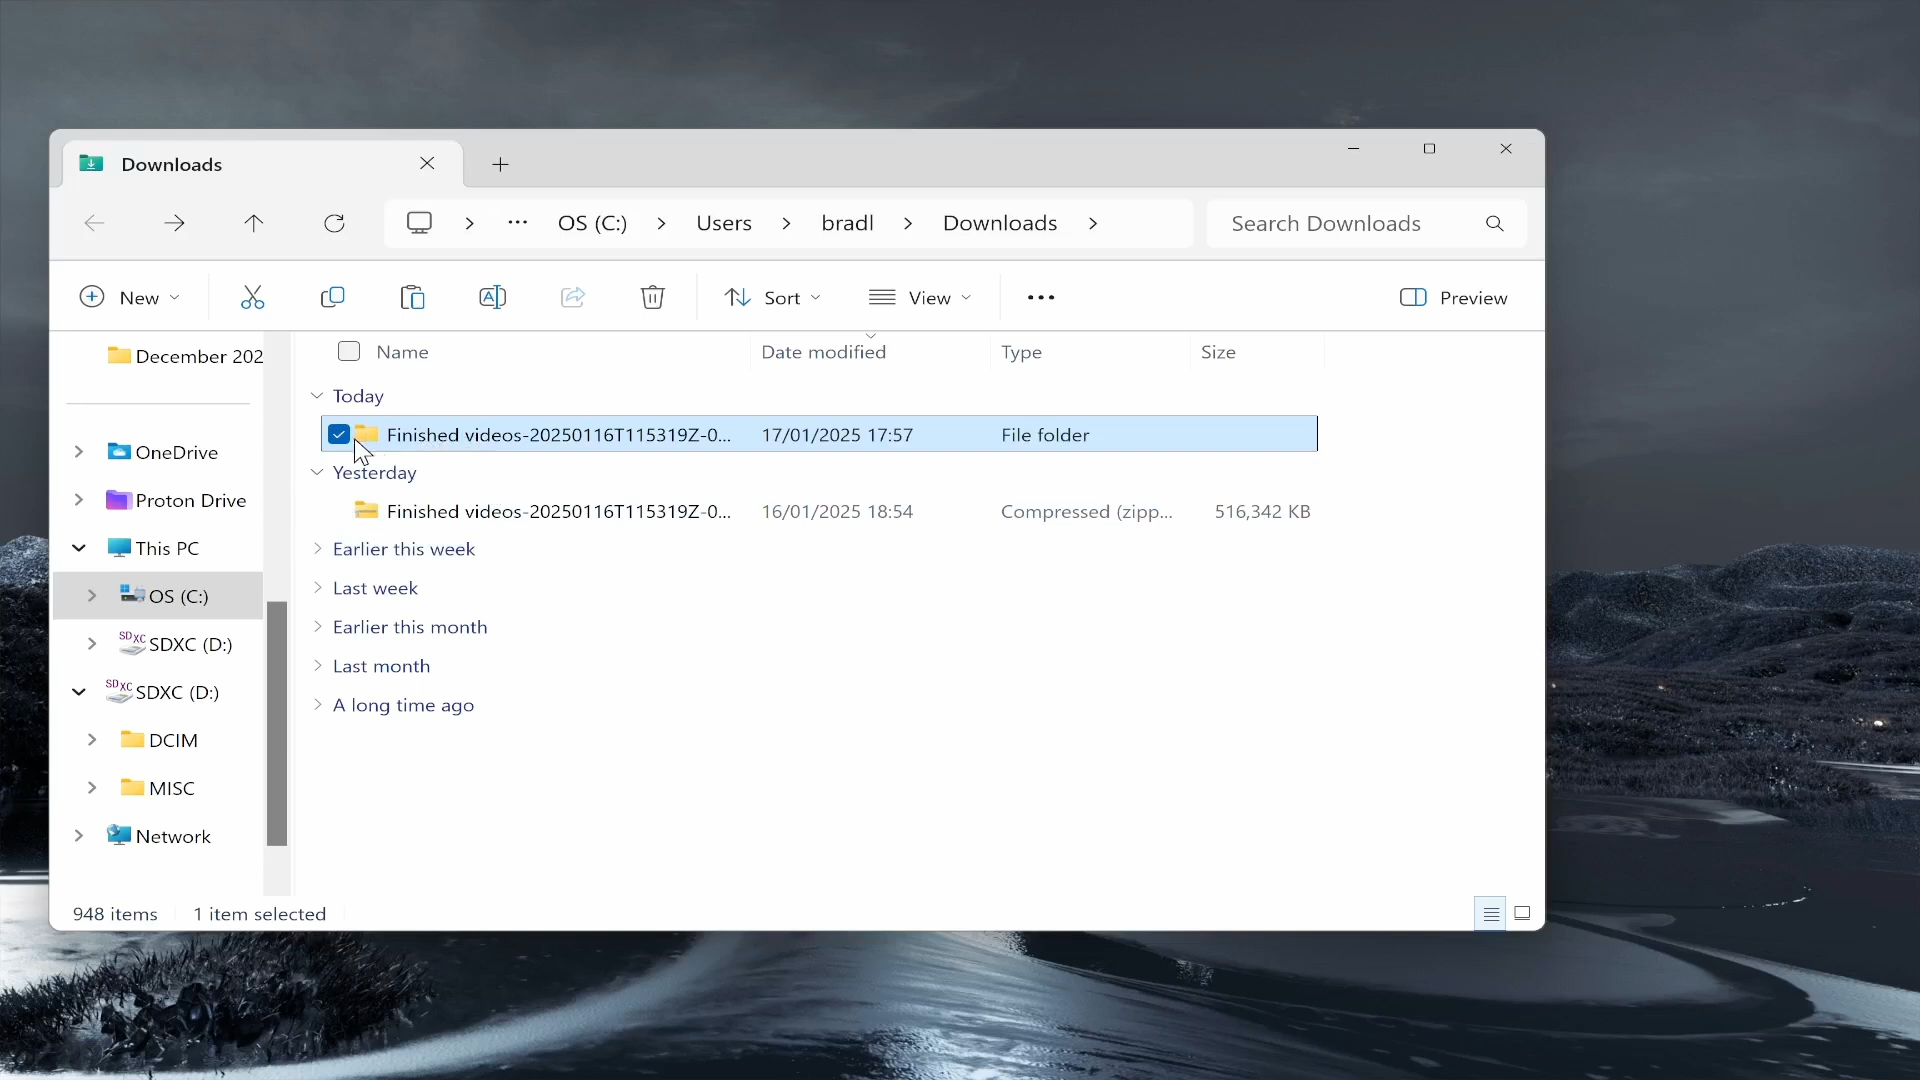 Downloads
OS (C:) Users bradl Downloads
Search Downloads
New
Sort
View
Preview
December 202
OneDrive
Proton Drive
This PC
OS (C:)
SDXC SDXC (D:)
SDXC SDXC (D:)
DCIM
MISC
Network
Name Date modified Type Size
Today
Finished videos-20250116T115319Z-0... 17/01/2025 17:57 File folder
Yesterday
Finished videos-20250116T115319Z-0... 16/01/2025 18:54 Compressed (zipp... 516,342 KB
Earlier this week
Last week
Earlier this month
Last month
A long time ago
948 items 1 item selected